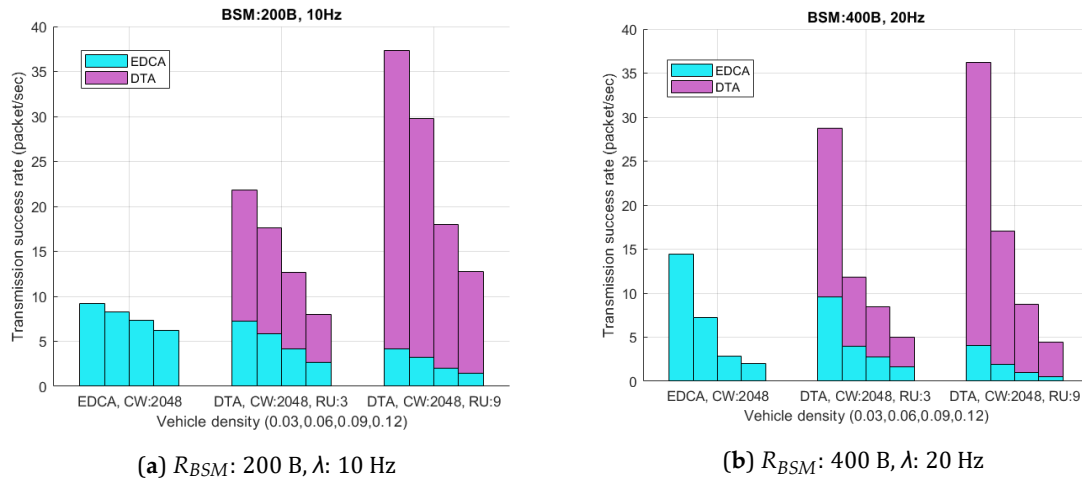 BSM:200B, 10Hz
Transmission success rate (packet/sec)
40
35
30
25
20
15
10
5
0
EDCA
DTA
EDCA, CW:2048
DTA, CW:2048, RU:3
DTA, CW:2048, RU:9
Vehicle density (0.03,0.06,0.09,0.12)
(a) R_BSM: 200 B, λ: 10 Hz
BSM:400B, 20Hz
Transmission success rate (packet/sec)
40
35
30
25
20
15
10
5
0
EDCA
DTA
EDCA, CW:2048
DTA, CW:2048, RU:3
DTA, CW:2048, RU:9
Vehicle density (0.03,0.06,0.09,0.12)
(b) R_BSM: 400 B, λ: 20 Hz